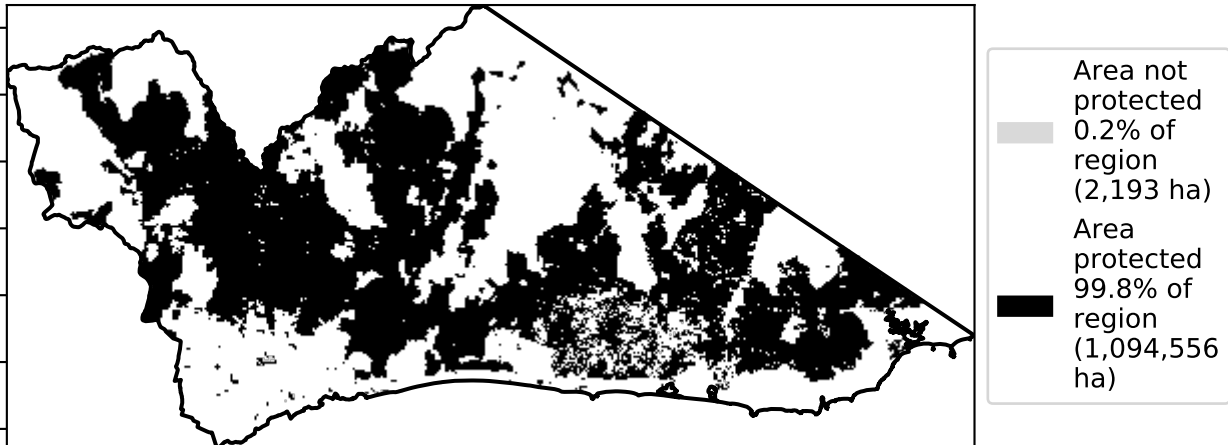 Area not
protected
0.2% of
region
(2,193 ha)
Area
protected
99.8% of
region
(1,094,556
ha)